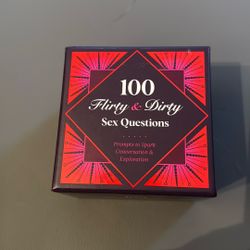 100
Flirty & Dirty
Sex Questions
Prompts to Spark
Conversation &
Exploration